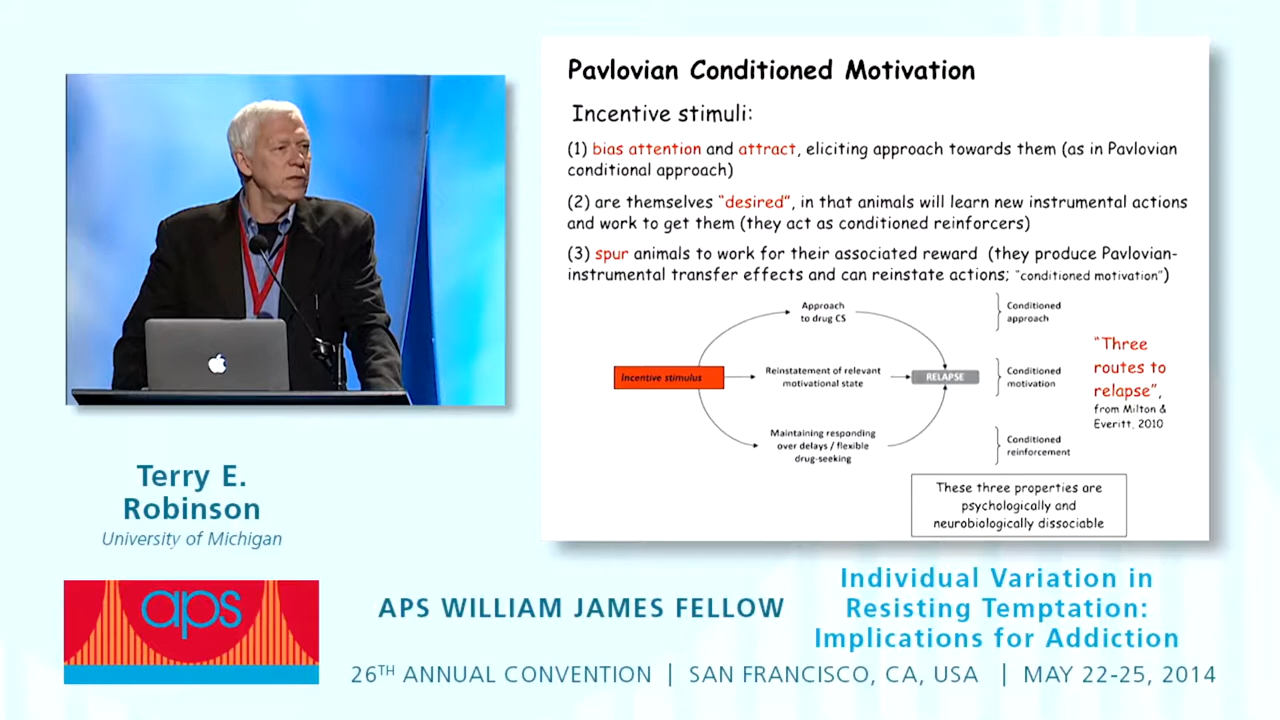 Pavlovian Conditioned Motivation
Incentive stimuli:
(1) bias attention and attract, eliciting approach towards them (as in Pavlovian
conditional approach)
(2) are themselves “desired”, in that animals will learn new instrumental actions
and work to get them (they act as conditioned reinforcers)
(3) spur animals to work for their associated reward (they produce Pavlovian-
instrumental transfer effects and can reinstate actions; “conditioned motivation”)
Approach
to drug CS
Conditioned
approach
Incentive stimulus
Reinstatement of relevant
motivational state
RELAPSE
Conditioned
motivation
“Three
routes to
relapse”,
from Milton &
Everitt, 2010
Maintaining responding
over delays / flexible
drug-seeking
Conditioned
reinforcement
These three properties are
psychologically and
neurobiologically dissociable
Terry E.
Robinson
University of Michigan
aps
APS WILLIAM JAMES FELLOW
Individual Variation in
Resisting Temptation:
Implications for Addiction
26TH ANNUAL CONVENTION | SAN FRANCISCO, CA, USA | MAY 22-25, 2014